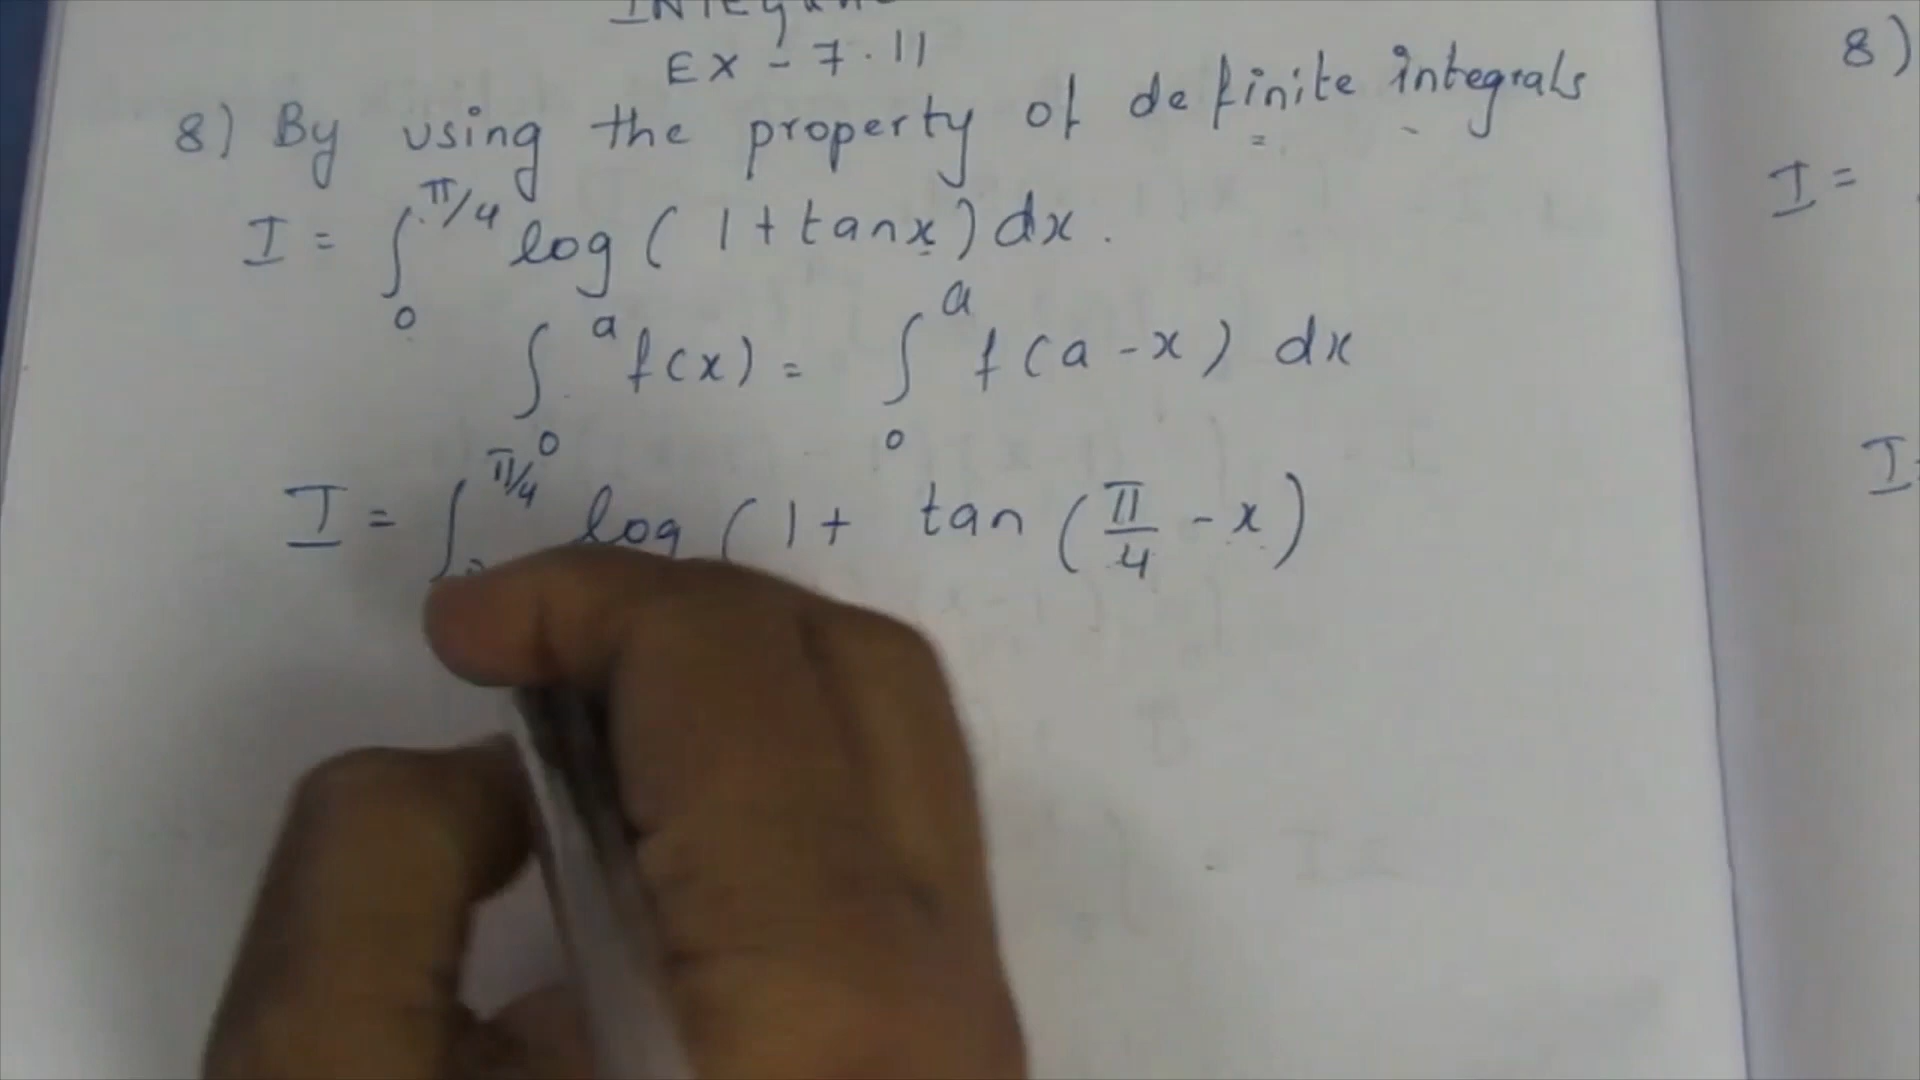 EX - 7.11
8) By using the property of definite integrals
I = ∫₀^π/4 log (1 + tanx) dx.
∫₀^a f(x) = ∫₀^a f(a - x) dx
I = ∫^π/4 log (1 + tan (π/4 - x)
8)
I =
I